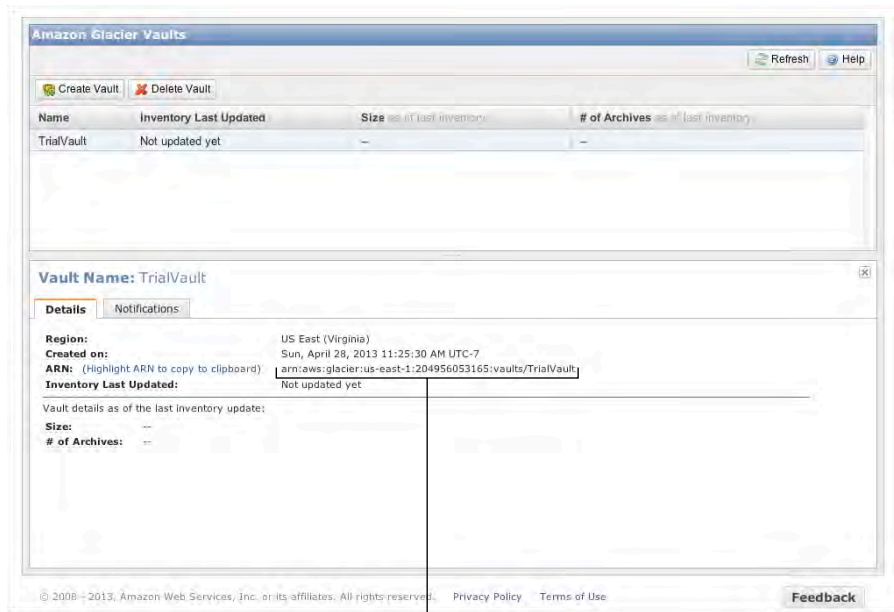 Amazon Glacier Vaults
Refresh Help
Create Vault Delete Vault
Name Inventory Last Updated Size as of last inventory # of Archives as of last inventory
TrialVault Not updated yet -- --
Vault Name: TrialVault
Details Notifications
Region: US East (Virginia)
Created on: Sun, April 28, 2013 11:25:30 AM UTC-7
ARN: (Highlight ARN to copy to clipboard) arn:aws:glacier:us-east-1:204956053165:vaults/TrialVault
Inventory Last Updated: Not updated yet
Vault details as of the last inventory update:
Size: --
# of Archives: --
© 2008 - 2013, Amazon Web Services, Inc. or its affiliates. All rights reserved. Privacy Policy Terms of Use Feedback